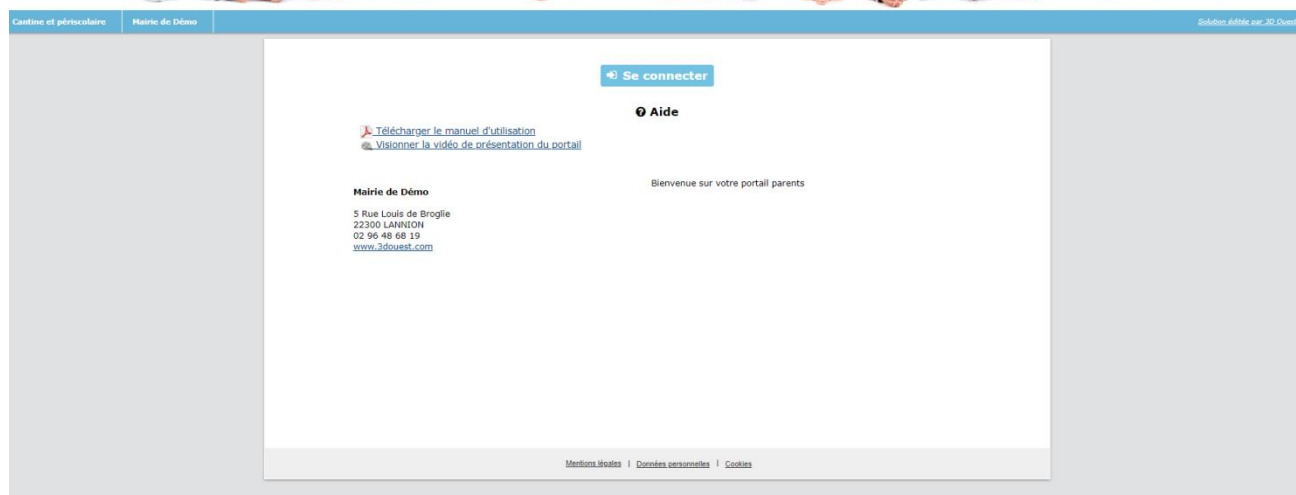 Cantine et périscolaire
Mairie de Démo
Solution éditée par 3D Ouest
Se connecter
Aide
Télécharger le manuel d'utilisation
Visionner la vidéo de présentation du portail
Bienvenue sur votre portail parents
Mairie de Démo
5 Rue Louis de Broglie
22300 LANNION
02 96 48 68 19
www.3douest.com
Mentions légales | Données personnelles | Cookies